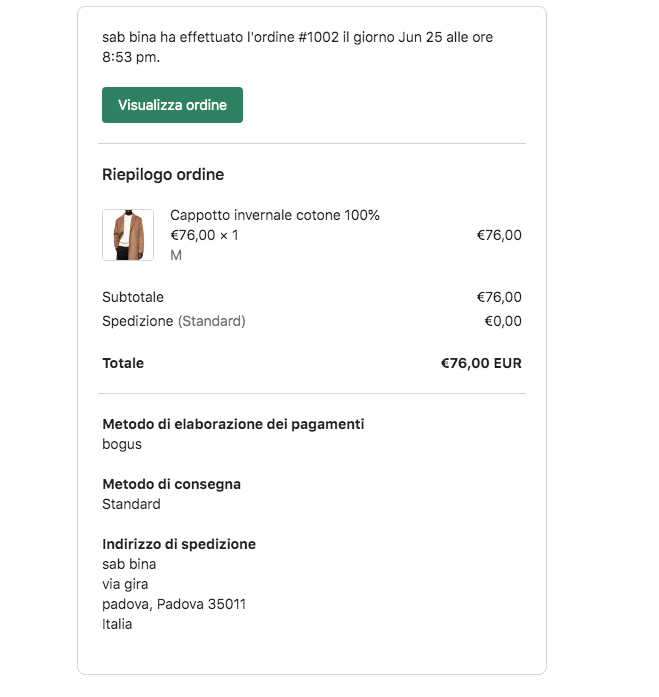 sab bina ha effettuato l'ordine #1002 il giorno Jun 25 alle ore
8:53 pm.
Visualizza ordine
Riepilogo ordine
Cappotto invernale cotone 100%
€76,00 × 1 €76,00
M
Subtotale €76,00
Spedizione (Standard) €0,00
Totale €76,00 EUR
Metodo di elaborazione dei pagamenti
bogus
Metodo di consegna
Standard
Indirizzo di spedizione
sab bina
via gira
padova, Padova 35011
Italia